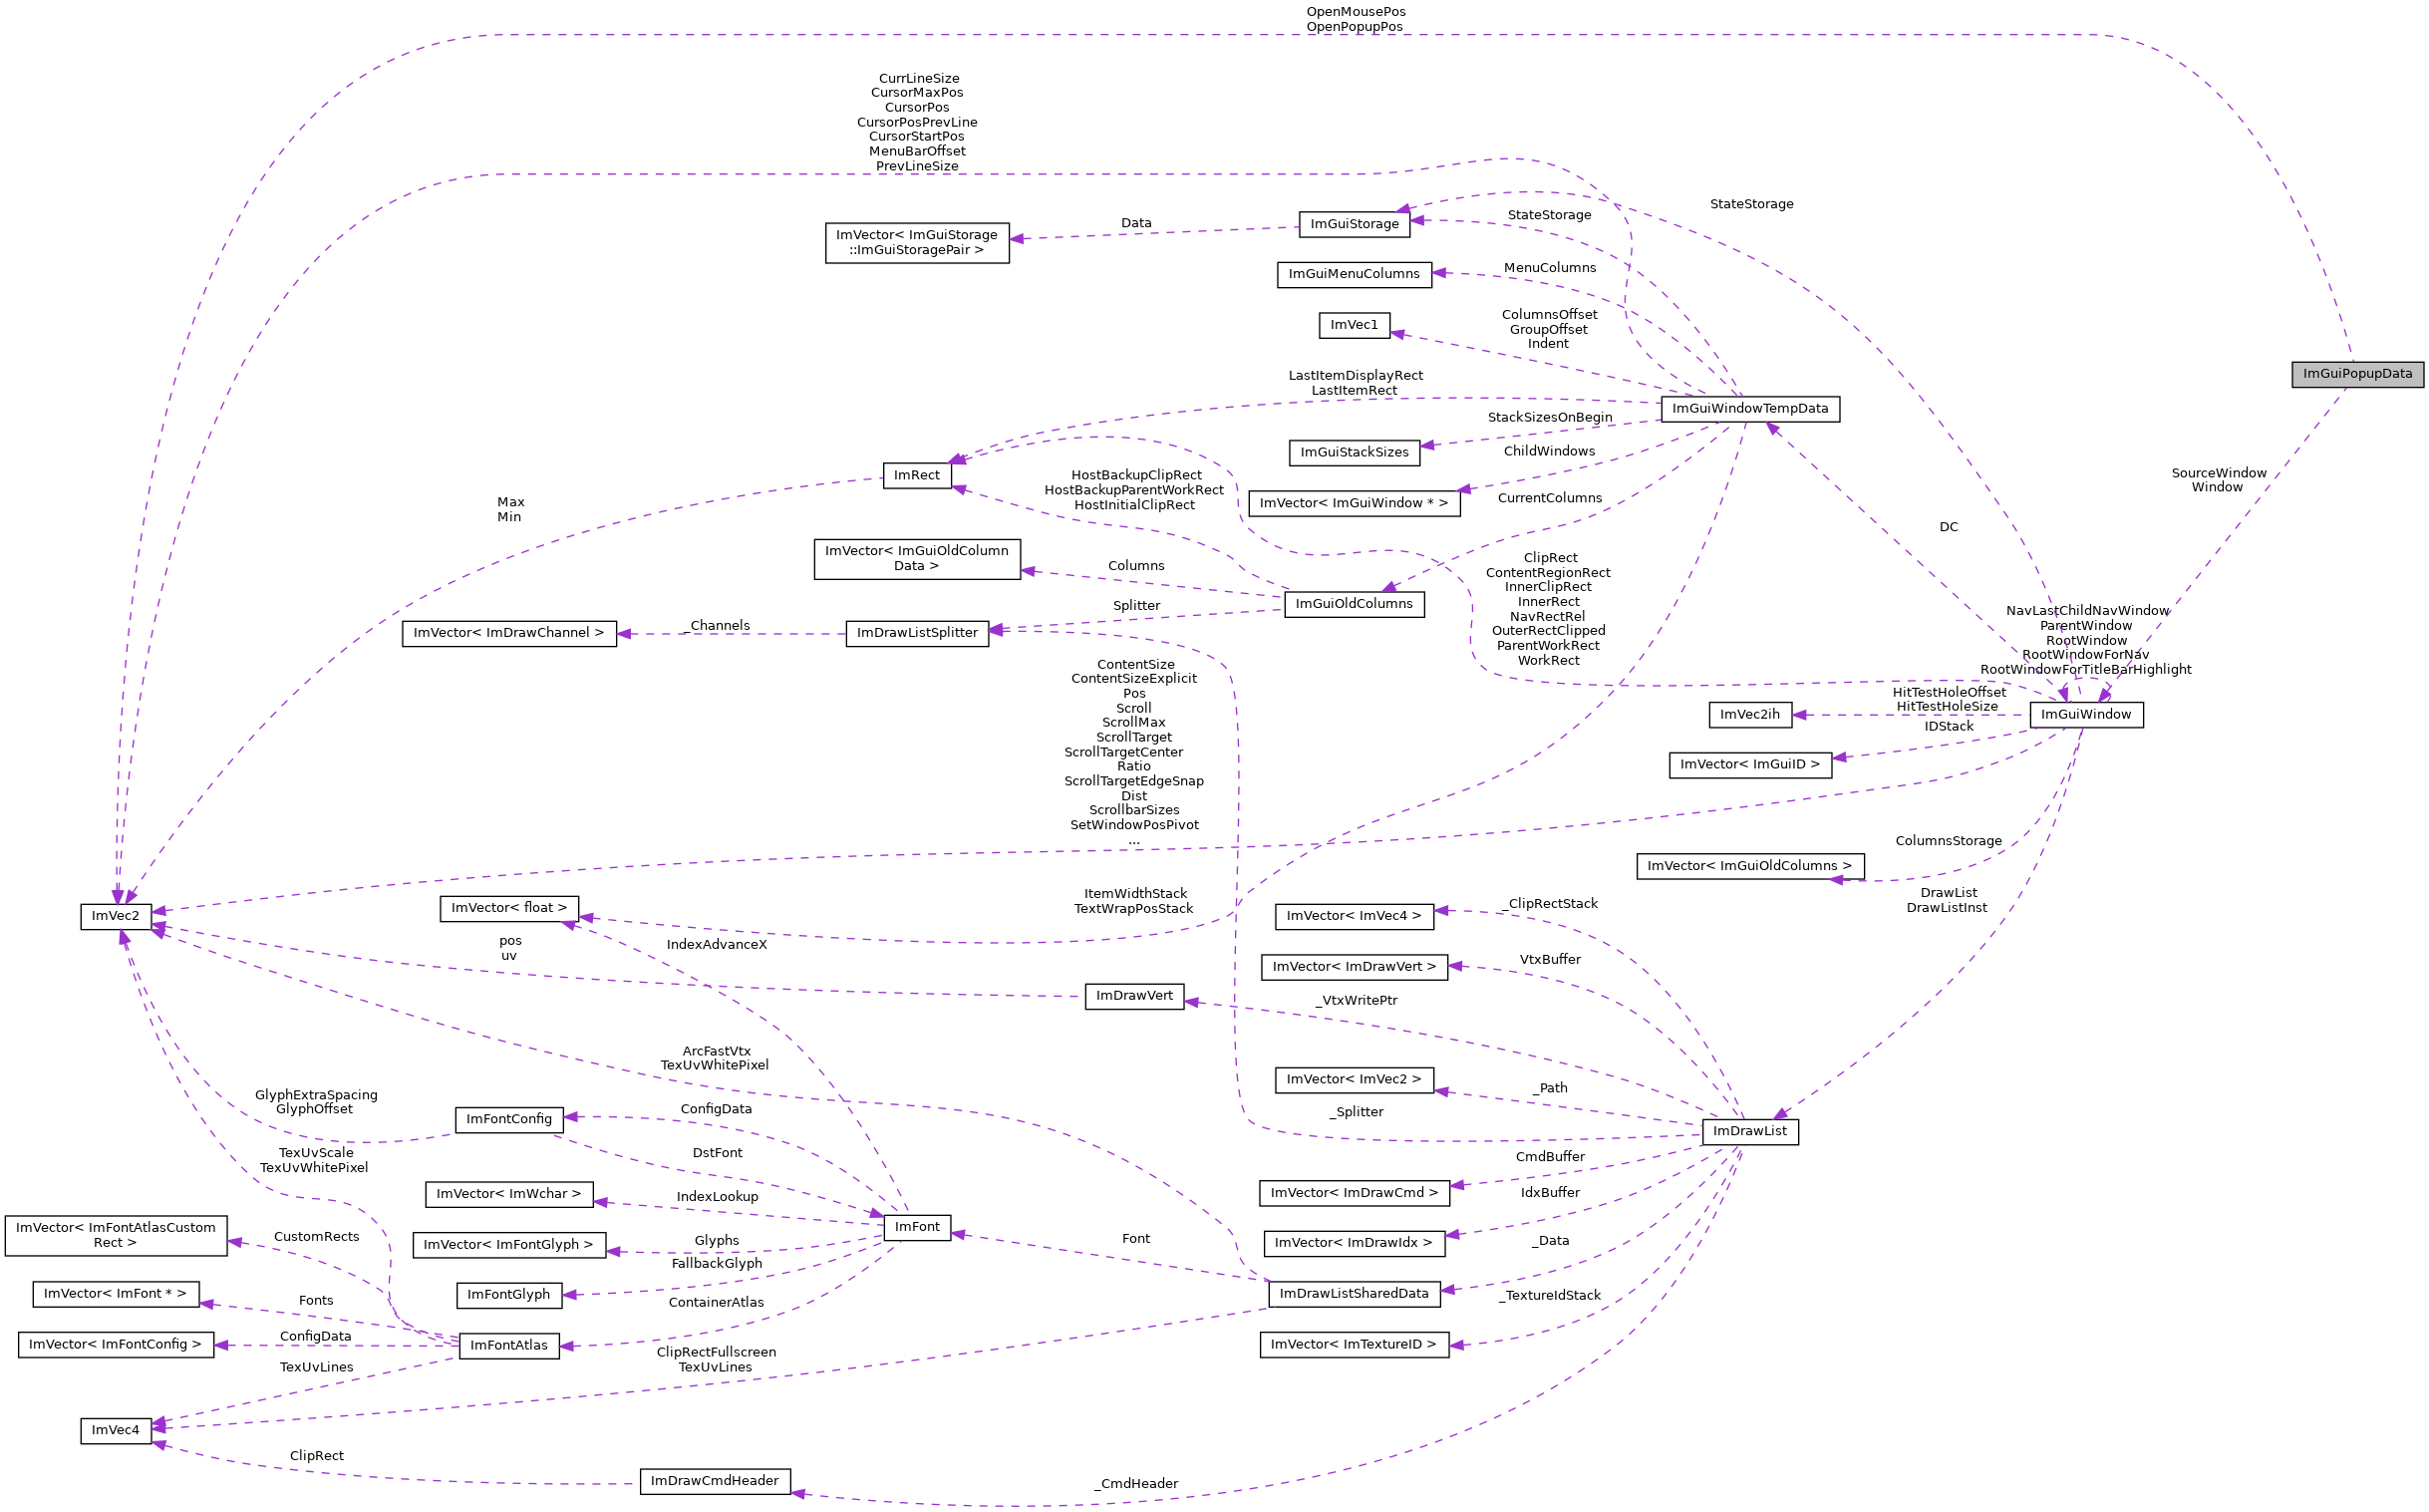 OpenMousePos
OpenPopupPos
CurrLineSize
CursorMaxPos
CursorPos
CursorPosPrevLine
CursorStartPos
MenuBarOffset
PrevLineSize
StateStorage
StateStorage
ImGuiStorage
Data
ImVector< ImGuiStorage
::ImGuiStoragePair >
MenuColumns
ImGuiMenuColumns
ColumnsOffset
GroupOffset
Indent
ImVec1
ImGuiPopupData
LastItemDisplayRect
LastItemRect
ImGuiWindowTempData
StackSizesOnBegin
ImGuiStackSizes
ChildWindows
ImRect
HostBackupClipRect
HostBackupParentWorkRect
HostInitialClipRect
ImVector< ImGuiWindow * >
CurrentColumns
SourceWindow
Window
Max
Min
DC
ImVector< ImGuiOldColumn
Data >
Columns
ClipRect
ContentRegionRect
InnerClipRect
InnerRect
NavRectRel
OuterRectClipped
ParentWorkRect
WorkRect
ImGuiOldColumns
Splitter
NavLastChildNavWindow
ParentWindow
RootWindow
RootWindowForNav
RootWindowForTitleBarHighlight
ImVector< ImDrawChannel >
_Channels
ImDrawListSplitter
ContentSize
ContentSizeExplicit
Pos
Scroll
ScrollMax
ScrollTarget
ScrollTargetCenter
Ratio
ScrollTargetEdgeSnap
Dist
ScrollbarSizes
SetWindowPosPivot
...
HitTestHoleOffset
HitTestHoleSize
ImVec2ih
ImGuiWindow
IDStack
ImVector< ImGuiID >
ColumnsStorage
ImVector< ImGuiOldColumns >
DrawList
DrawListInst
ImVec2
ImVector< float >
ItemWidthStack
TextWrapPosStack
ImVector< ImVec4 >
_ClipRectStack
pos
uv
IndexAdvanceX
ImVector< ImDrawVert >
VtxBuffer
ImDrawVert
_VtxWritePtr
ArcFastVtx
TexUvWhitePixel
ImVector< ImVec2 >
_Path
GlyphExtraSpacing
GlyphOffset
ImFontConfig
ConfigData
_Splitter
ImDrawList
TexUvScale
TexUvWhitePixel
DstFont
CmdBuffer
ImVector< ImWchar >
IndexLookup
ImVector< ImDrawCmd >
IdxBuffer
ImVector< ImFontAtlasCustom
Rect >
CustomRects
ImFont
ImVector< ImFontGlyph >
Glyphs
Font
ImVector< ImDrawIdx >
_Data
FallbackGlyph
ImVector< ImFont * >
Fonts
ImFontGlyph
ContainerAtlas
ImDrawListSharedData
_TextureIdStack
ImVector< ImFontConfig >
ConfigData
ImFontAtlas
ClipRectFullscreen
TexUvLines
ImVector< ImTextureID >
TexUvLines
ImVec4
ClipRect
ImDrawCmdHeader
_CmdHeader